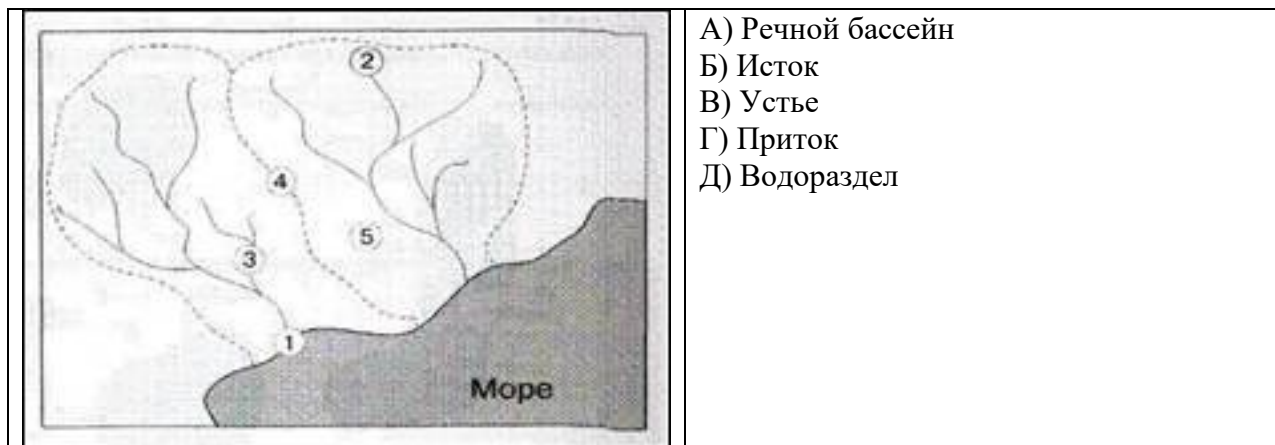 2
4
5
3
1
Море
А) Речной бассейн
Б) Исток
В) Устье
Г) Приток
Д) Водораздел